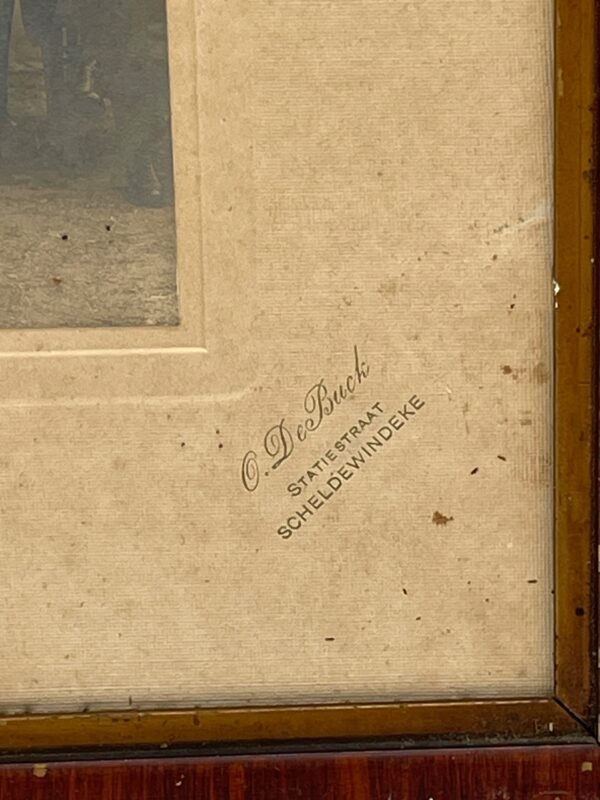 O. De Buck
STATIESTRAAT
SCHELDEWINDEKE